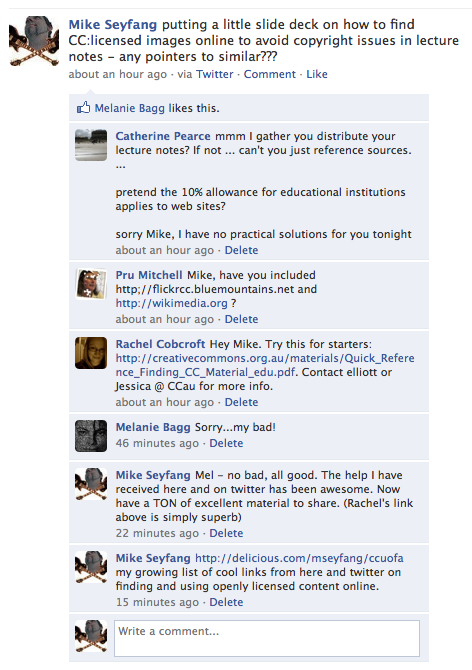 Mike Seyfang putting a little slide deck on how to find
CC:licensed images online to avoid copyright issues in lecture
notes - any pointers to similar???
about an hour ago · via Twitter · Comment · Like
Melanie Bagg likes this.
Catherine Pearce mmm I gather you distribute your
lecture notes? If not ... can't you just reference sources.
...
pretend the 10% allowance for educational institutions
applies to web sites?
sorry Mike, I have no practical solutions for you tonight
about an hour ago · Delete
Pru Mitchell Mike, have you included
http;//flickrcc.bluemountains.net and
http://wikimedia.org ?
about an hour ago · Delete
Rachel Cobcroft Hey Mike. Try this for starters:
http://creativecommons.org.au/materials/Quick_Refere
nce_Finding_CC_Material_edu.pdf. Contact elliott or
Jessica @ CCau for more info.
about an hour ago · Delete
Melanie Bagg Sorry...my bad!
46 minutes ago · Delete
Mike Seyfang Mel - no bad, all good. The help I have
received here and on twitter has been awesome. Now
have a TON of excellent material to share. (Rachel's link
above is simply superb)
22 minutes ago · Delete
Mike Seyfang http://delicious.com/mseyfang/ccuofa
my growing list of cool links from here and twitter on
finding and using openly licensed content online.
15 minutes ago · Delete
Write a comment...